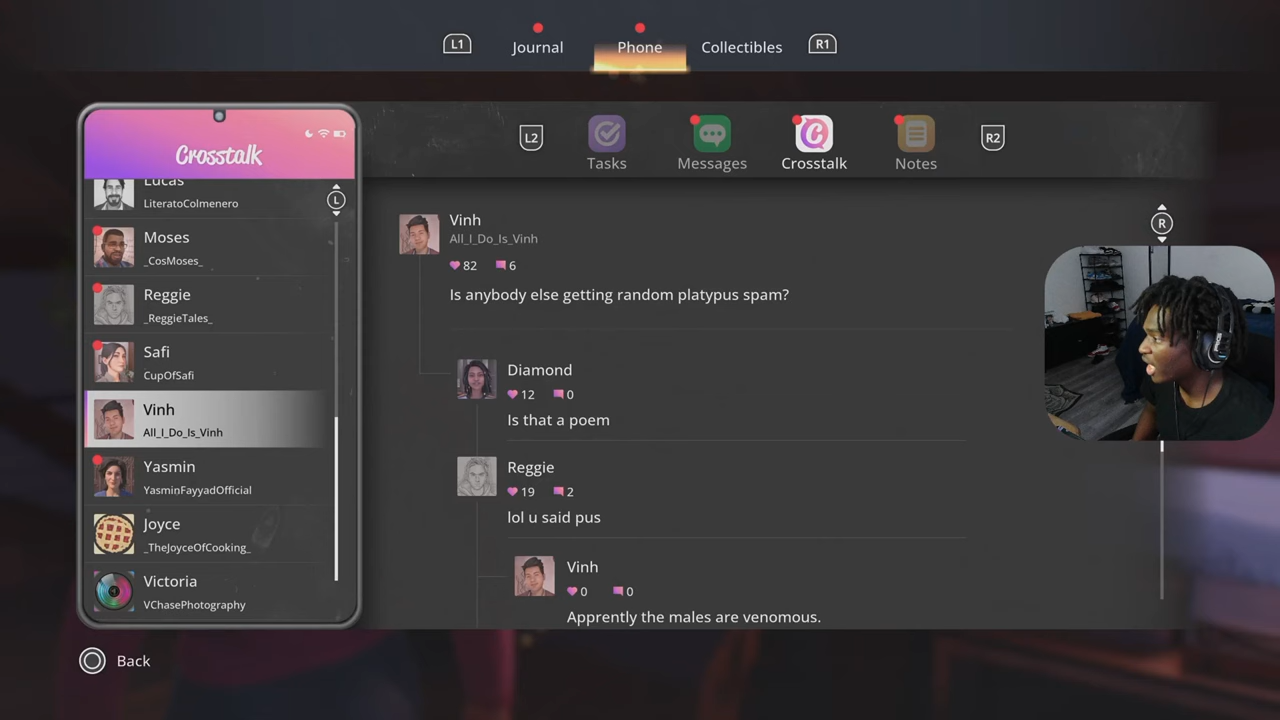 L1
Journal
Phone
Collectibles
R1
Crosstalk
L2
Tasks
Messages
Crosstalk
Notes
R2
Lucas
LiteratoColmenero
L
Moses
_CosMoses_
Reggie
_ReggieTales_
Safi
CupOfSafi
Vinh
All_I_Do_Is_Vinh
Yasmin
YasminFayyadOfficial
Joyce
_TheJoyceOfCooking_
Victoria
VChasePhotography
Vinh
All_I_Do_Is_Vinh
82 6
R
Is anybody else getting random platypus spam?
Diamond
12 0
Is that a poem
Reggie
19 2
lol u said pus
Vinh
0 0
Apprently the males are venomous.
Back